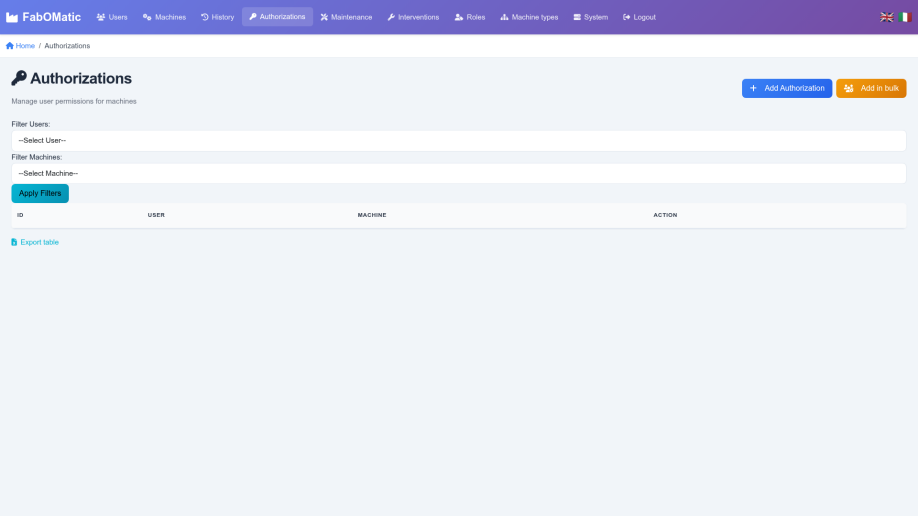 FabOMatic Users Machines History Authorizations Maintenance Interventions Roles Machine types System Logout
Home / Authorizations
Authorizations
Manage user permissions for machines
Add Authorization
Add in bulk
Filter Users:
--Select User--
Filter Machines:
--Select Machine--
Apply Filters
ID USER MACHINE ACTION
Export table